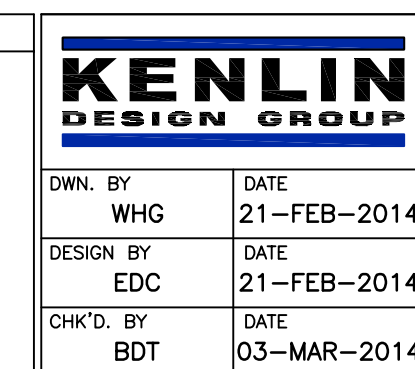 KENLIN
DESIGN GROUP
DWN. BY DATE
WHG 21-FEB-2014
DESIGN BY DATE
EDC 21-FEB-2014
CHK'D. BY DATE
BDT 03-MAR-2014